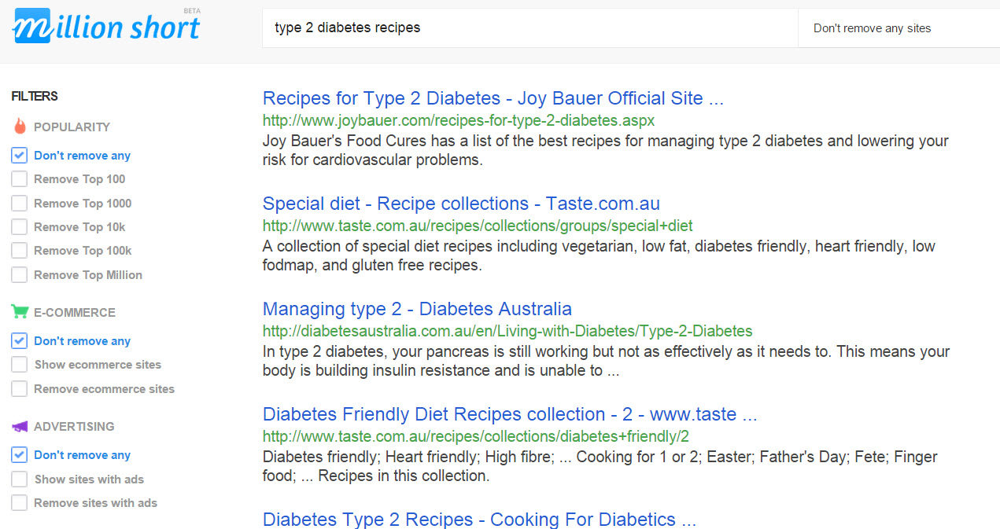 million short BETA
type 2 diabetes recipes
Don't remove any sites
FILTERS
POPULARITY
Don't remove any
Remove Top 100
Remove Top 1000
Remove Top 10k
Remove Top 100k
Remove Top Million
E-COMMERCE
Don't remove any
Show ecommerce sites
Remove ecommerce sites
ADVERTISING
Don't remove any
Show sites with ads
Remove sites with ads
Recipes for Type 2 Diabetes - Joy Bauer Official Site ...
http://www.joybauer.com/recipes-for-type-2-diabetes.aspx
Joy Bauer's Food Cures has a list of the best recipes for managing type 2 diabetes and lowering your
risk for cardiovascular problems.
Special diet - Recipe collections - Taste.com.au
http://www.taste.com.au/recipes/collections/groups/special+diet
A collection of special diet recipes including vegetarian, low fat, diabetes friendly, heart friendly, low
fodmap, and gluten free recipes.
Managing type 2 - Diabetes Australia
http://diabetesaustralia.com.au/en/Living-with-Diabetes/Type-2-Diabetes
In type 2 diabetes, your pancreas is still working but not as effectively as it needs to. This means your
body is building insulin resistance and is unable to ...
Diabetes Friendly Diet Recipes collection - 2 - www.taste ...
http://www.taste.com.au/recipes/collections/diabetes+friendly/2
Diabetes friendly; Heart friendly; High fibre; ... Cooking for 1 or 2; Easter; Father's Day; Fete; Finger
food; ... Recipes in this collection.
Diabetes Type 2 Recipes - Cooking For Diabetics ...